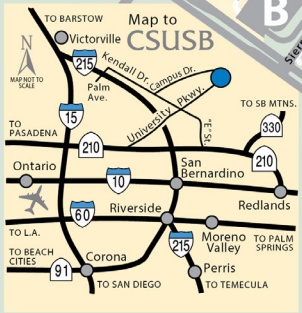 B
Sierr
TO BARSTOW
Map to
CSUSB
Victorville
N
MAP NOT TO
SCALE
215
Kendall Dr.
Campus Dr.
Palm
Ave.
University Pkwy.
"E" St.
15
TO SB MTNS.
330
TO
PASADENA
210
210
Ontario
10
San
Bernardino
Redlands
60
Riverside
TO L.A.
215
Moreno
Valley
TO PALM
SPRINGS
TO BEACH
CITIES
91
Corona
Perris
TO SAN DIEGO
TO TEMECULA